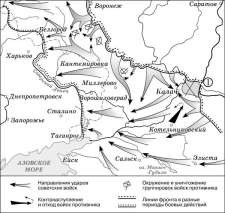 Воронеж
Саратов
Белгород
Харьков
Кантемировка
Миллерово
Ворошиловград
Калач
Днепропетровск
Сталино
Запорожье
Котельниковский
Таганрог
АЗОВСКОЕ
МОРЕ
Ейск
Сальск
Элиста
Направления ударов
советских войск
Контрнаступление
и отход войск противника
Окружение и уничтожение
группировок войск противника
Линия фронта в разные
периоды боевых действий